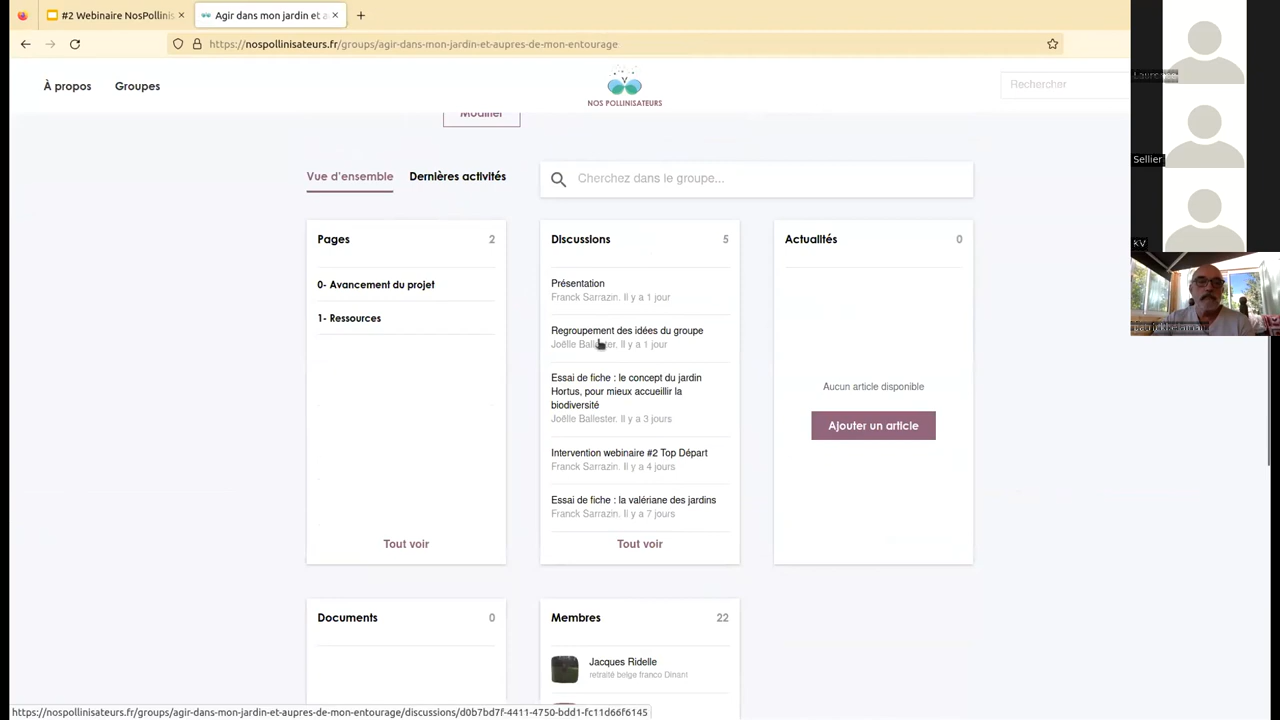 #2 Webinaire NosPollinis
Agir dans mon jardin et a
https://nospollinisateurs.fr/groups/agir-dans-mon-jardin-et-aupres-de-mon-entourage
À propos
Groupes
NOS POLLINISATEURS
Rechercher
Modifier
Vue d'ensemble
Dernières activités
Cherchez dans le groupe...
Pages 2
0- Avancement du projet
1- Ressources
Tout voir
Discussions 5
Présentation
Franck Sarrazin. Il y a 1 jour
Regroupement des idées du groupe
Joëlle Ballester. Il y a 1 jour
Essai de fiche : le concept du jardin
Hortus, pour mieux accueillir la
biodiversité
Joëlle Ballester. Il y a 3 jours
Intervention webinaire #2 Top Départ
Franck Sarrazin. Il y a 4 jours
Essai de fiche : la valériane des jardins
Franck Sarrazin. Il y a 7 jours
Tout voir
Actualités 0
Aucun article disponible
Ajouter un article
Documents 0
Membres 22
Jacques Ridelle
retraité belge franco Dinant
Laurence
Sellier
KV
https://nospollinisateurs.fr/groups/agir-dans-mon-jardin-et-aupres-de-mon-entourage/discussions/d0b7bd7f-4411-4750-bdd1-fc11d66f6145